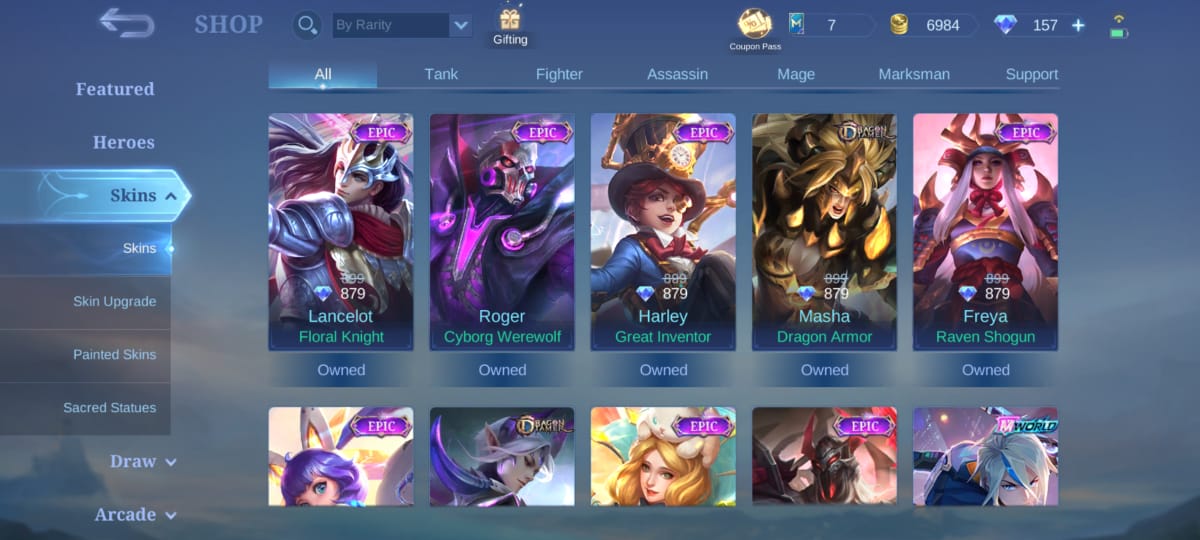 SHOP
By Rarity
Gifting
Coupon Pass
M
7
6984
157
+
Featured
Heroes
Skins
Skins
Skin Upgrade
Painted Skins
Sacred Statues
Draw
Arcade
All
Tank
Fighter
Assassin
Mage
Marksman
Support
EPIC
899
879
Lancelot
Floral Knight
Owned
EPIC
Roger
Cyborg Werewolf
Owned
EPIC
899
879
Harley
Great Inventor
Owned
DRAGON TAMER
899
879
Masha
Dragon Armor
Owned
EPIC
899
879
Freya
Raven Shogun
Owned
EPIC
DRAGON TAMER
EPIC
EPIC
MWORLD